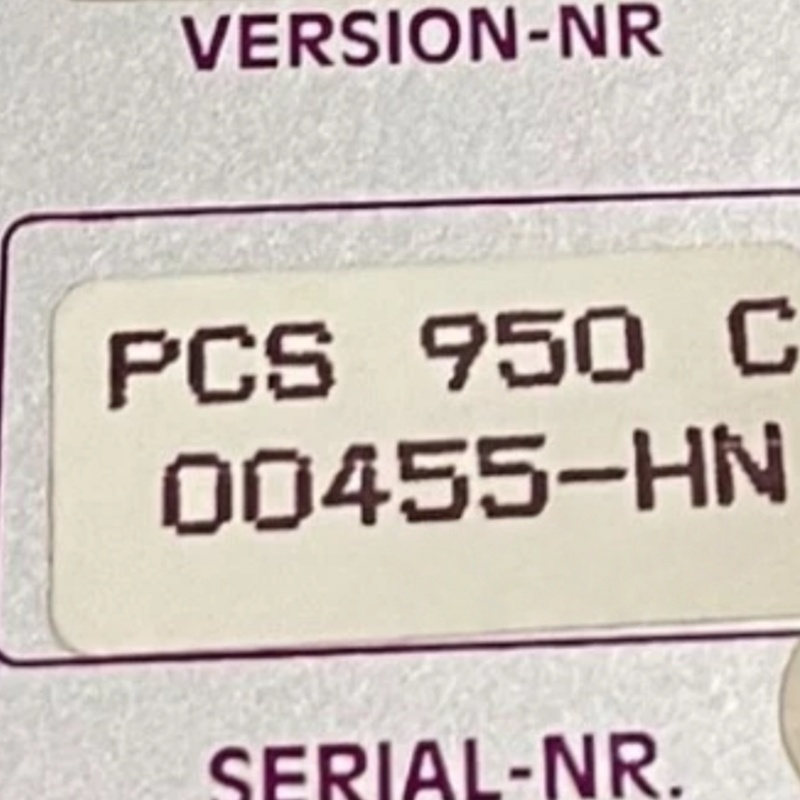 VERSION-NR
PCS 950 C
00455-HN
SERIAL-NR.